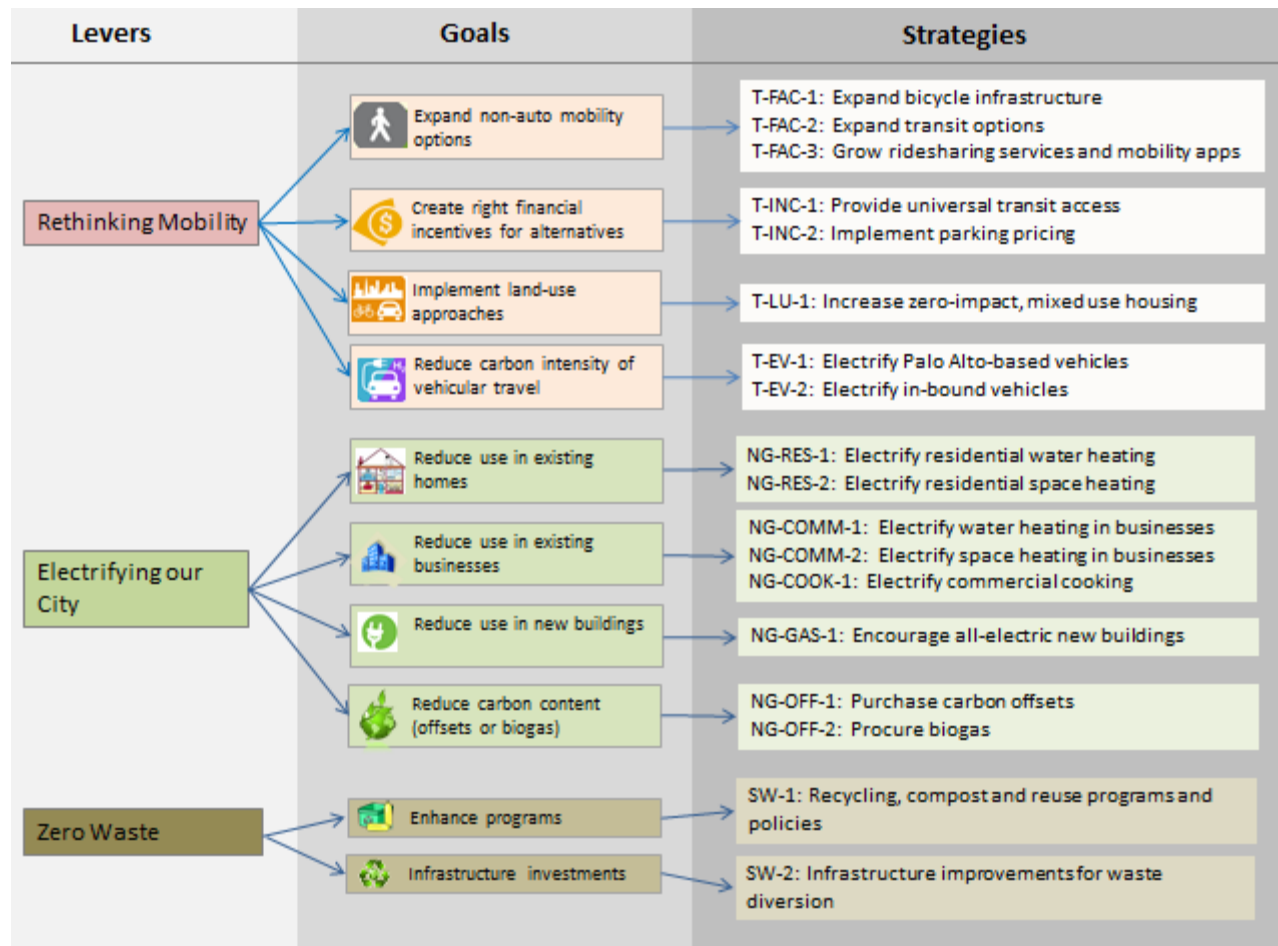 Levers
Goals
Strategies
Rethinking Mobility
Expand non-auto mobility
options
T-FAC-1: Expand bicycle infrastructure
T-FAC-2: Expand transit options
T-FAC-3: Grow ridesharing services and mobility apps
Create right financial
incentives for alternatives
T-INC-1: Provide universal transit access
T-INC-2: Implement parking pricing
Implement land-use
approaches
T-LU-1: Increase zero-impact, mixed use housing
Reduce carbon intensity of
vehicular travel
T-EV-1: Electrify Palo Alto-based vehicles
T-EV-2: Electrify in-bound vehicles
Electrifying our
City
Reduce use in existing
homes
NG-RES-1: Electrify residential water heating
NG-RES-2: Electrify residential space heating
Reduce use in existing
businesses
NG-COMM-1: Electrify water heating in businesses
NG-COMM-2: Electrify space heating in businesses
NG-COOK-1: Electrify commercial cooking
Reduce use in new buildings
NG-GAS-1: Encourage all-electric new buildings
Reduce carbon content
(offsets or biogas)
NG-OFF-1: Purchase carbon offsets
NG-OFF-2: Procure biogas
Zero Waste
Enhance programs
SW-1: Recycling, compost and reuse programs and
policies
Infrastructure investments
SW-2: Infrastructure improvements for waste
diversion